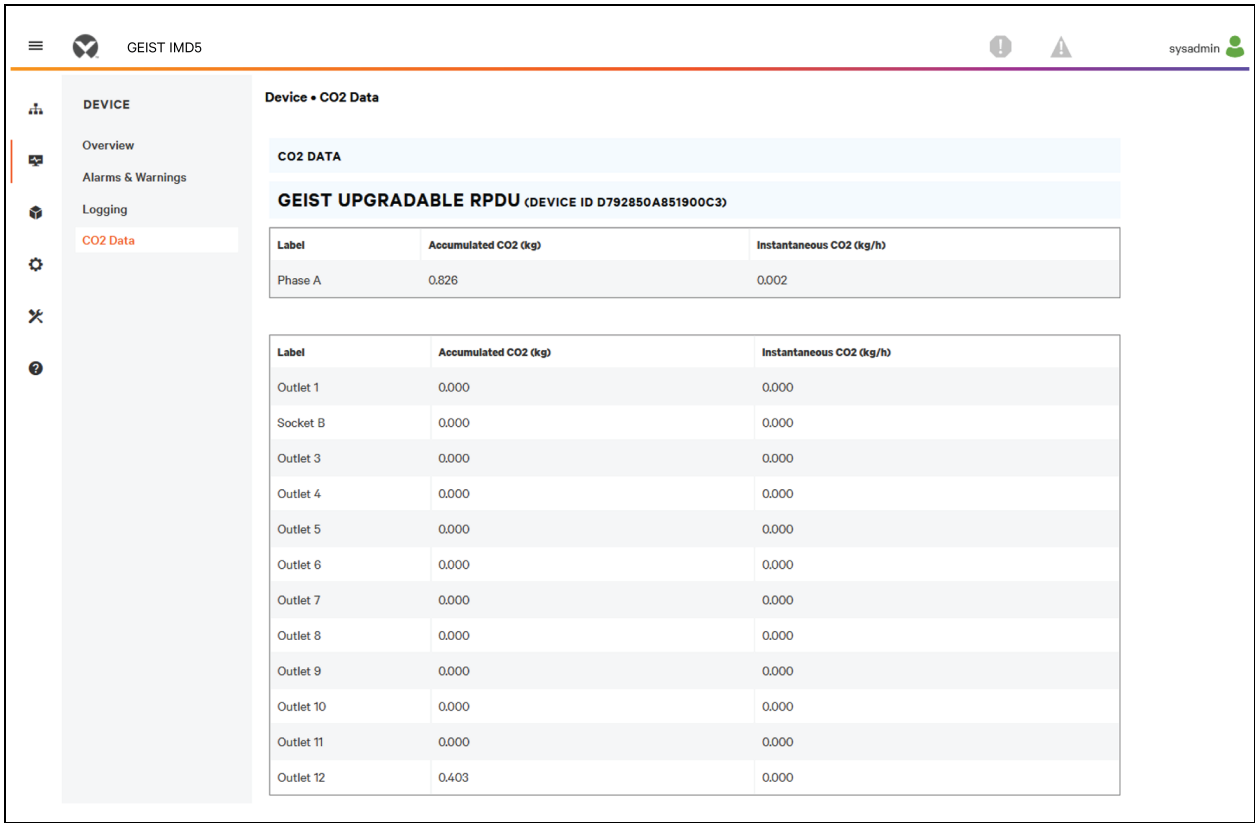 GEIST IMD5
sysadmin
DEVICE
Overview
Alarms & Warnings
Logging
CO2 Data
Device • CO2 Data
CO2 DATA
GEIST UPGRADABLE RPDU (DEVICE ID D792850A851900C3)
Label Accumulated CO2 (kg) Instantaneous CO2 (kg/h)
Phase A 0.826 0.002
Label Accumulated CO2 (kg) Instantaneous CO2 (kg/h)
Outlet 1 0.000 0.000
Socket B 0.000 0.000
Outlet 3 0.000 0.000
Outlet 4 0.000 0.000
Outlet 5 0.000 0.000
Outlet 6 0.000 0.000
Outlet 7 0.000 0.000
Outlet 8 0.000 0.000
Outlet 9 0.000 0.000
Outlet 10 0.000 0.000
Outlet 11 0.000 0.000
Outlet 12 0.403 0.000